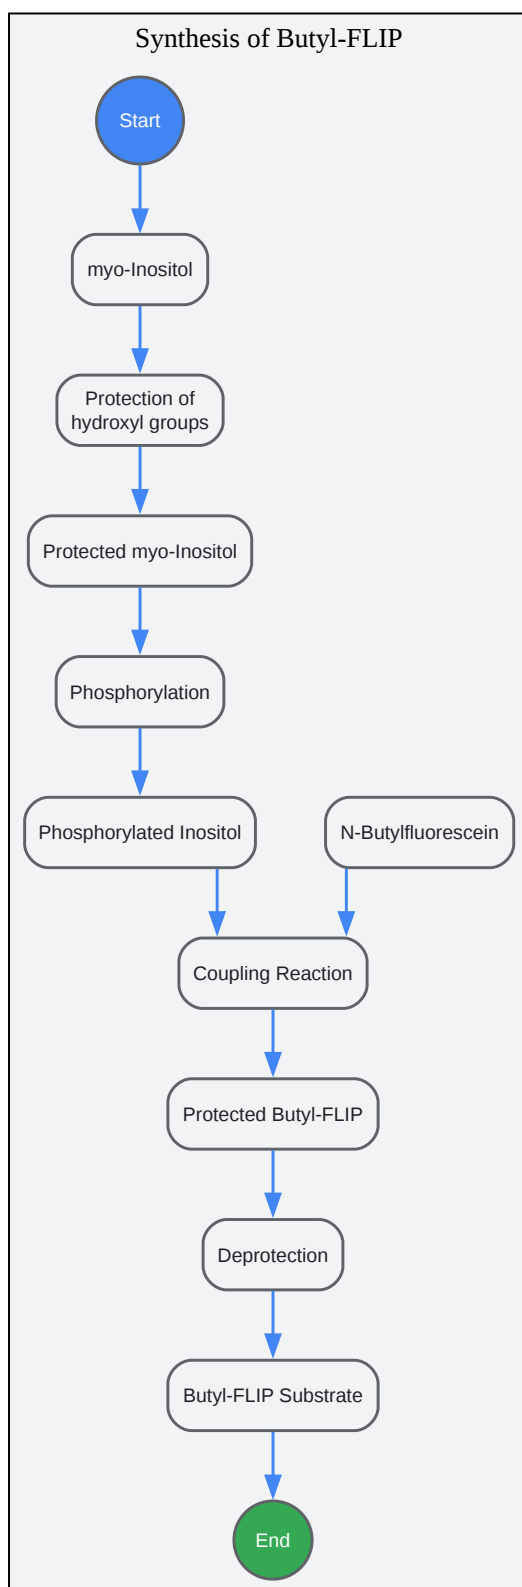 Synthesis of Butyl-FLIP
Start
myo-Inositol
Protection of
hydroxyl groups
Protected myo-Inositol
Phosphorylation
Phosphorylated Inositol
N-Butylfluorescein
Coupling Reaction
Protected Butyl-FLIP
Deprotection
Butyl-FLIP Substrate
End